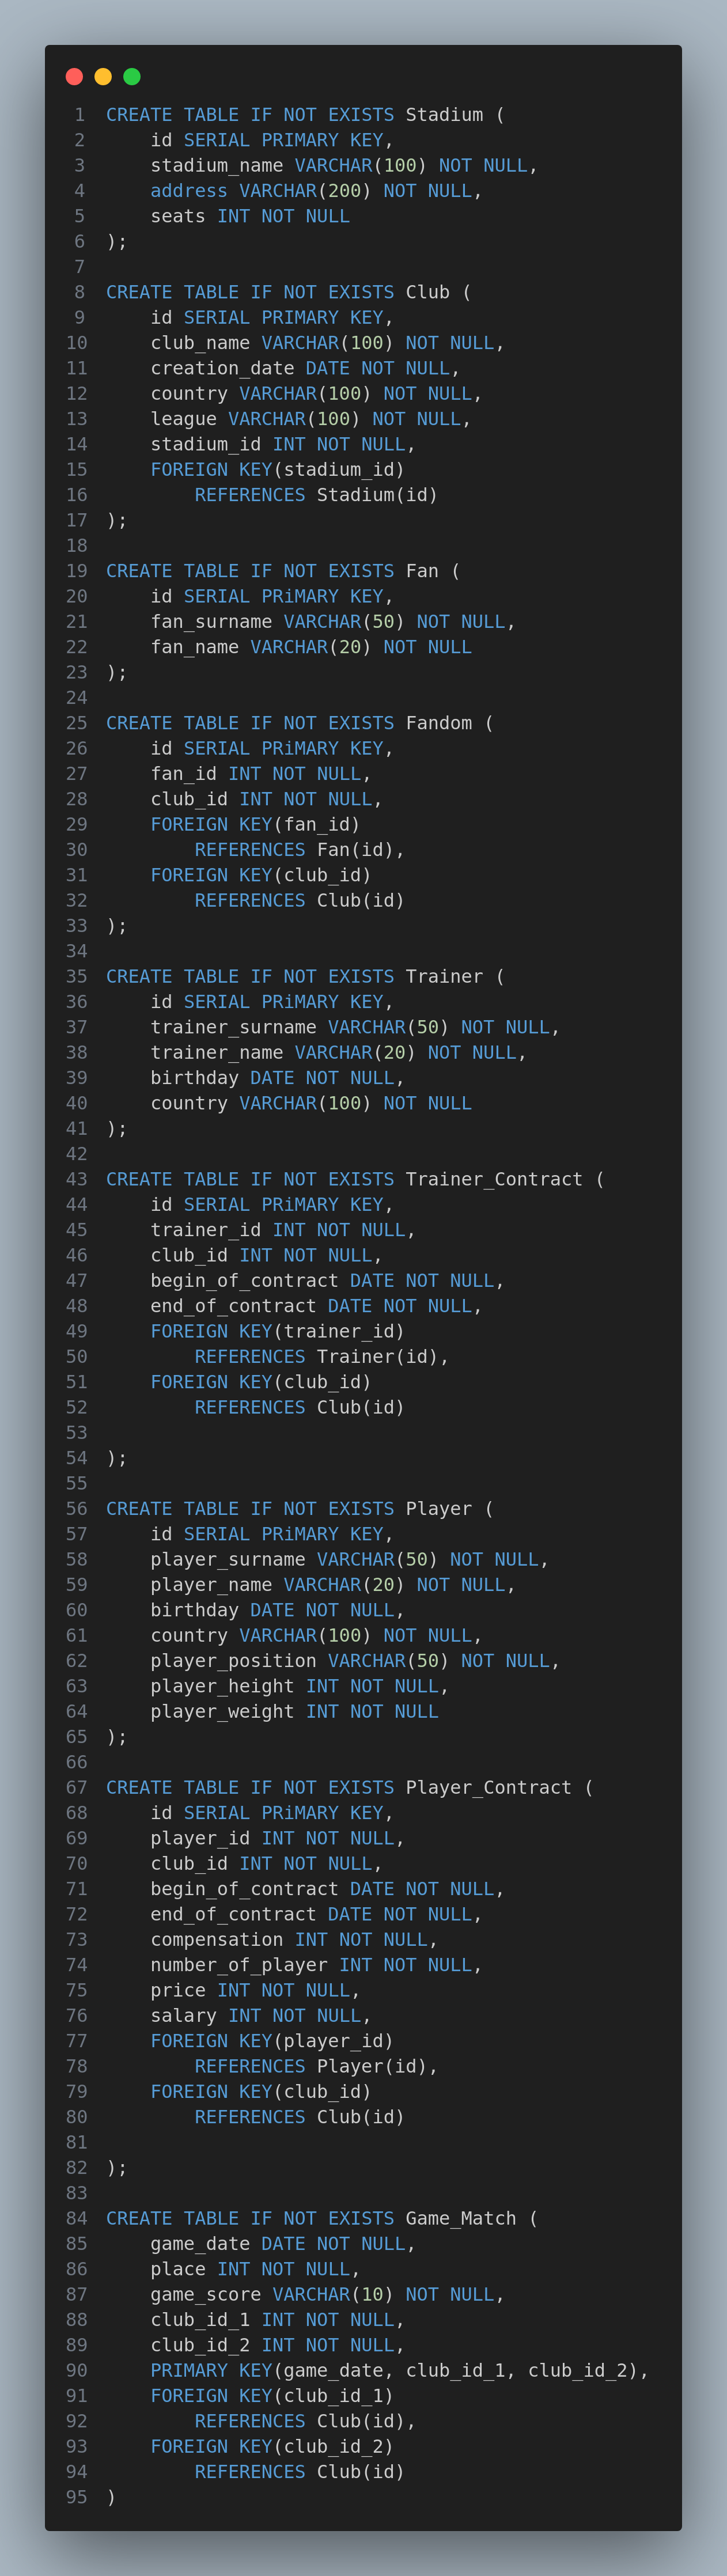 1 CREATE TABLE IF NOT EXISTS Stadium (
2     id SERIAL PRIMARY KEY,
3     stadium_name VARCHAR(100) NOT NULL,
4     address VARCHAR(200) NOT NULL,
5     seats INT NOT NULL
6 );
7
8 CREATE TABLE IF NOT EXISTS Club (
9     id SERIAL PRIMARY KEY,
10     club_name VARCHAR(100) NOT NULL,
11     creation_date DATE NOT NULL,
12     country VARCHAR(100) NOT NULL,
13     league VARCHAR(100) NOT NULL,
14     stadium_id INT NOT NULL,
15     FOREIGN KEY(stadium_id)
16         REFERENCES Stadium(id)
17 );
18
19 CREATE TABLE IF NOT EXISTS Fan (
20     id SERIAL PRiMARY KEY,
21     fan_surname VARCHAR(50) NOT NULL,
22     fan_name VARCHAR(20) NOT NULL
23 );
24
25 CREATE TABLE IF NOT EXISTS Fandom (
26     id SERIAL PRiMARY KEY,
27     fan_id INT NOT NULL,
28     club_id INT NOT NULL,
29     FOREIGN KEY(fan_id)
30         REFERENCES Fan(id),
31     FOREIGN KEY(club_id)
32         REFERENCES Club(id)
33 );
34
35 CREATE TABLE IF NOT EXISTS Trainer (
36     id SERIAL PRiMARY KEY,
37     trainer_surname VARCHAR(50) NOT NULL,
38     trainer_name VARCHAR(20) NOT NULL,
39     birthday DATE NOT NULL,
40     country VARCHAR(100) NOT NULL
41 );
42
43 CREATE TABLE IF NOT EXISTS Trainer_Contract (
44     id SERIAL PRiMARY KEY,
45     trainer_id INT NOT NULL,
46     club_id INT NOT NULL,
47     begin_of_contract DATE NOT NULL,
48     end_of_contract DATE NOT NULL,
49     FOREIGN KEY(trainer_id)
50         REFERENCES Trainer(id),
51     FOREIGN KEY(club_id)
52         REFERENCES Club(id)
53
54 );
55
56 CREATE TABLE IF NOT EXISTS Player (
57     id SERIAL PRiMARY KEY,
58     player_surname VARCHAR(50) NOT NULL,
59     player_name VARCHAR(20) NOT NULL,
60     birthday DATE NOT NULL,
61     country VARCHAR(100) NOT NULL,
62     player_position VARCHAR(50) NOT NULL,
63     player_height INT NOT NULL,
64     player_weight INT NOT NULL
65 );
66
67 CREATE TABLE IF NOT EXISTS Player_Contract (
68     id SERIAL PRiMARY KEY,
69     player_id INT NOT NULL,
70     club_id INT NOT NULL,
71     begin_of_contract DATE NOT NULL,
72     end_of_contract DATE NOT NULL,
73     compensation INT NOT NULL,
74     number_of_player INT NOT NULL,
75     price INT NOT NULL,
76     salary INT NOT NULL,
77     FOREIGN KEY(player_id)
78         REFERENCES Player(id),
79     FOREIGN KEY(club_id)
80         REFERENCES Club(id)
81
82 );
83
84 CREATE TABLE IF NOT EXISTS Game_Match (
85     game_date DATE NOT NULL,
86     place INT NOT NULL,
87     game_score VARCHAR(10) NOT NULL,
88     club_id_1 INT NOT NULL,
89     club_id_2 INT NOT NULL,
90     PRIMARY KEY(game_date, club_id_1, club_id_2),
91     FOREIGN KEY(club_id_1)
92         REFERENCES Club(id),
93     FOREIGN KEY(club_id_2)
94         REFERENCES Club(id)
95 )